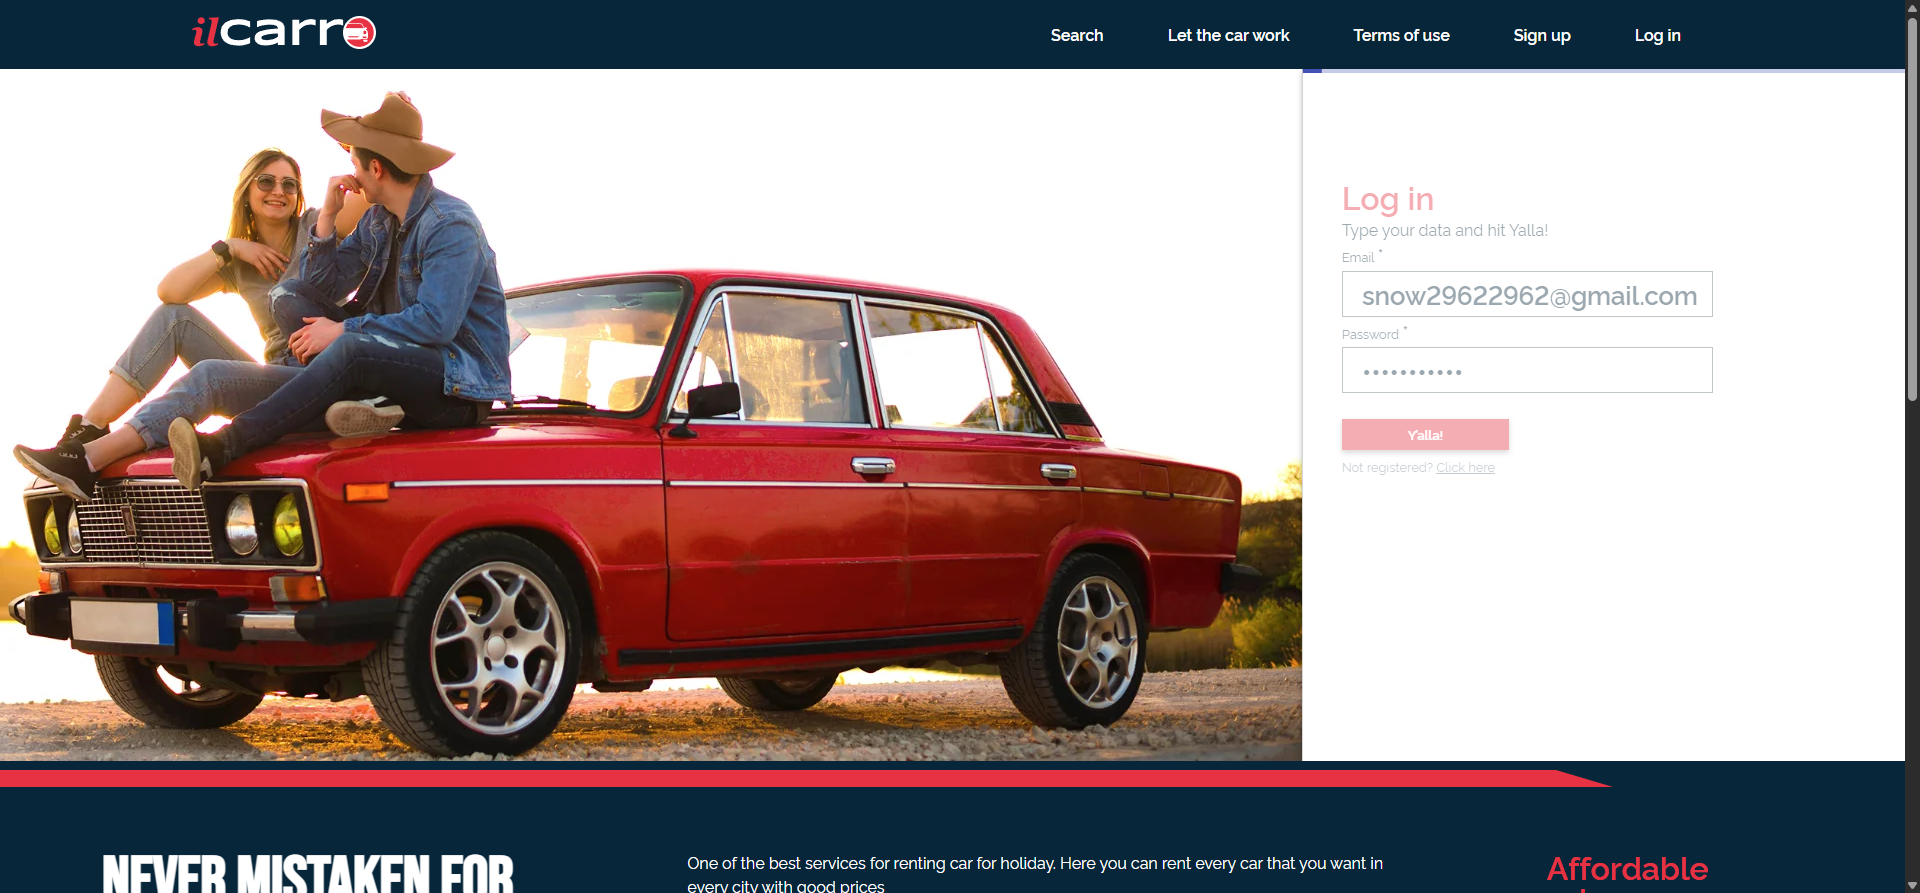 ilcarro
Search
Let the car work
Terms of use
Sign up
Log in
Log in
Type your data and hit Yalla!
Email *
snow29622962@gmail.com
Password *
•••••••••••
Y'alla!
Not registered? Click here
NEVER MISTAKEN FOR
One of the best services for renting car for holiday. Here you can rent every car that you want in
every city with good prices
Affordable